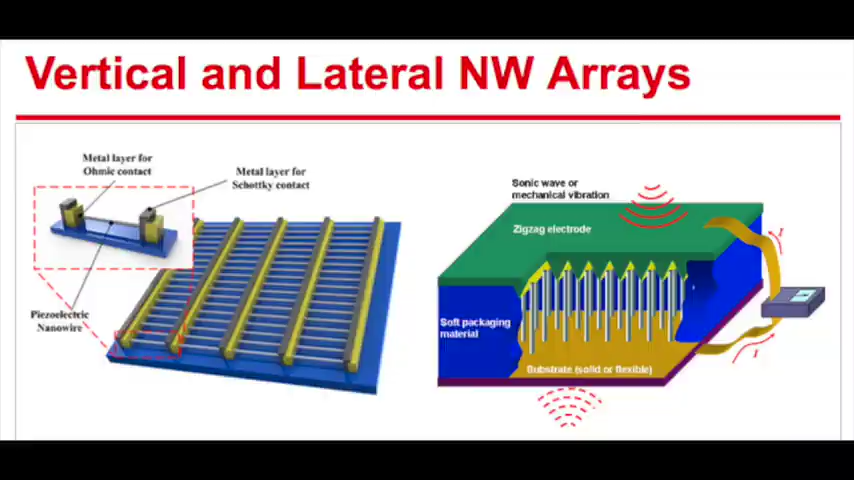 Vertical and Lateral NW Arrays
Metal layer for
Ohmic contact
Metal layer for
Schottky contact
Piezoelectric
Nanowire
Sonic wave or
mechanical vibration
Zigzag electrode
Soft packaging
material
Substrate (solid or flexible)
I
I